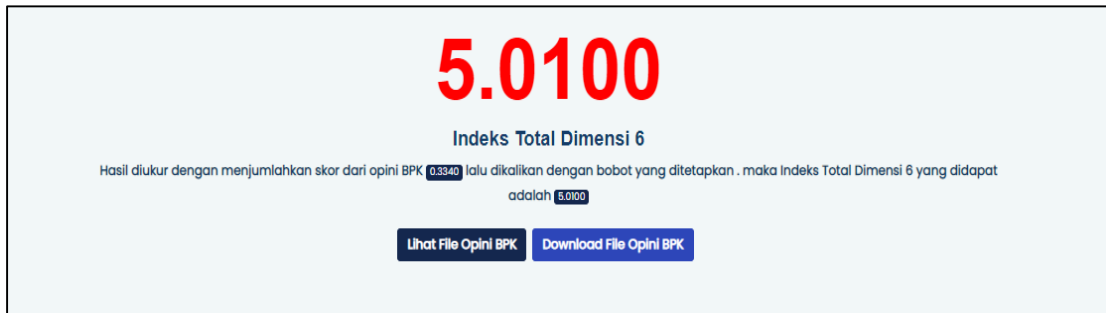 5.0100
Indeks Total Dimensi 6
Hasil diukur dengan menjumlahkan skor dari opini BPK 0.3340 lalu dikalikan dengan bobot yang ditetapkan . maka Indeks Total Dimensi 6 yang didapat
adalah 5.0100
Lihat File Opini BPK Download File Opini BPK